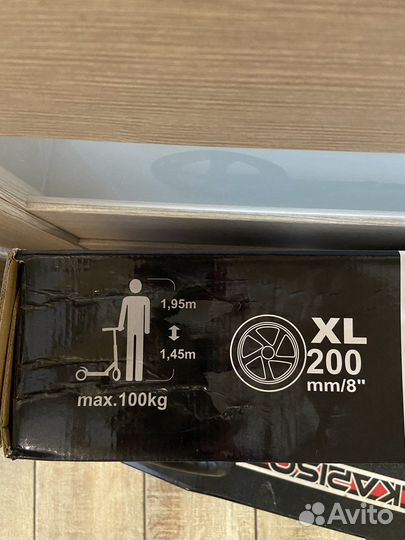 1,95m
1,45m
max.100kg
XL
200
mm/8"
Avito